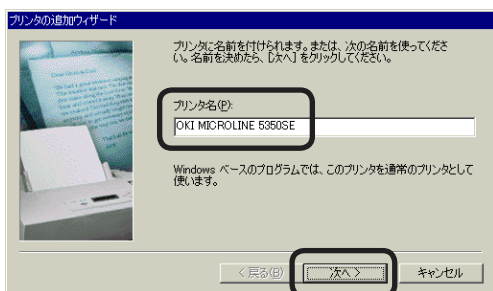 プリンタの追加ウィザード
プリンタに名前を付けられます。または、次の名前を使ってくださ
い。名前を決めたら、[次へ] をクリックしてください。
プリンタ名(P):
OKI MICROLINE 5350SE
Windows ベースのプログラムでは、このプリンタを通常のプリンタとして
使います。
< 戻る(B)
次へ >
キャンセル